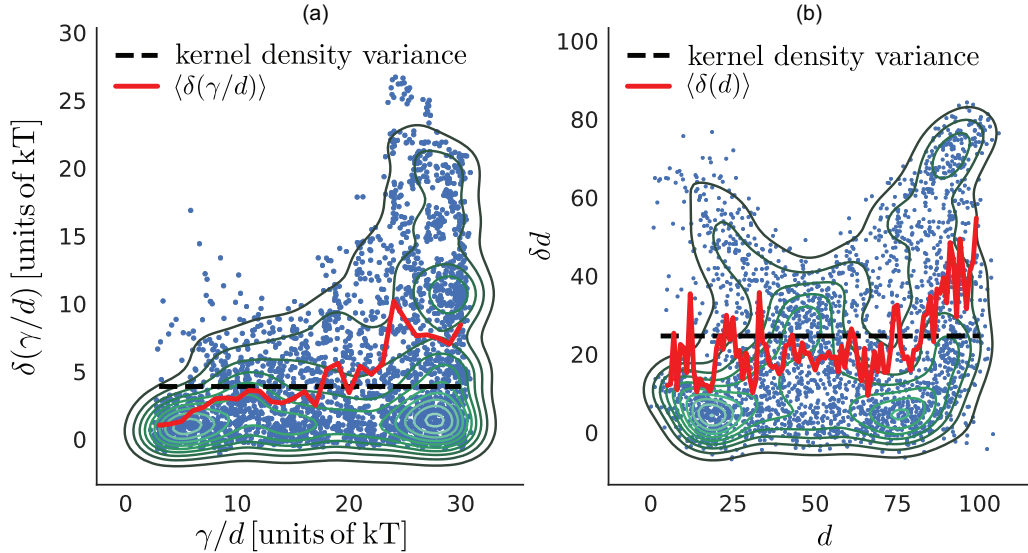 (a)
δ(γ/d) [units of kT]
30
25
20
15
10
5
0
kernel density variance
⟨δ(γ/d)⟩
0 10 20 30
γ/d [units of kT]
(b)
δd
100
80
60
40
20
0
kernel density variance
⟨δ(d)⟩
0 25 50 75 100
d